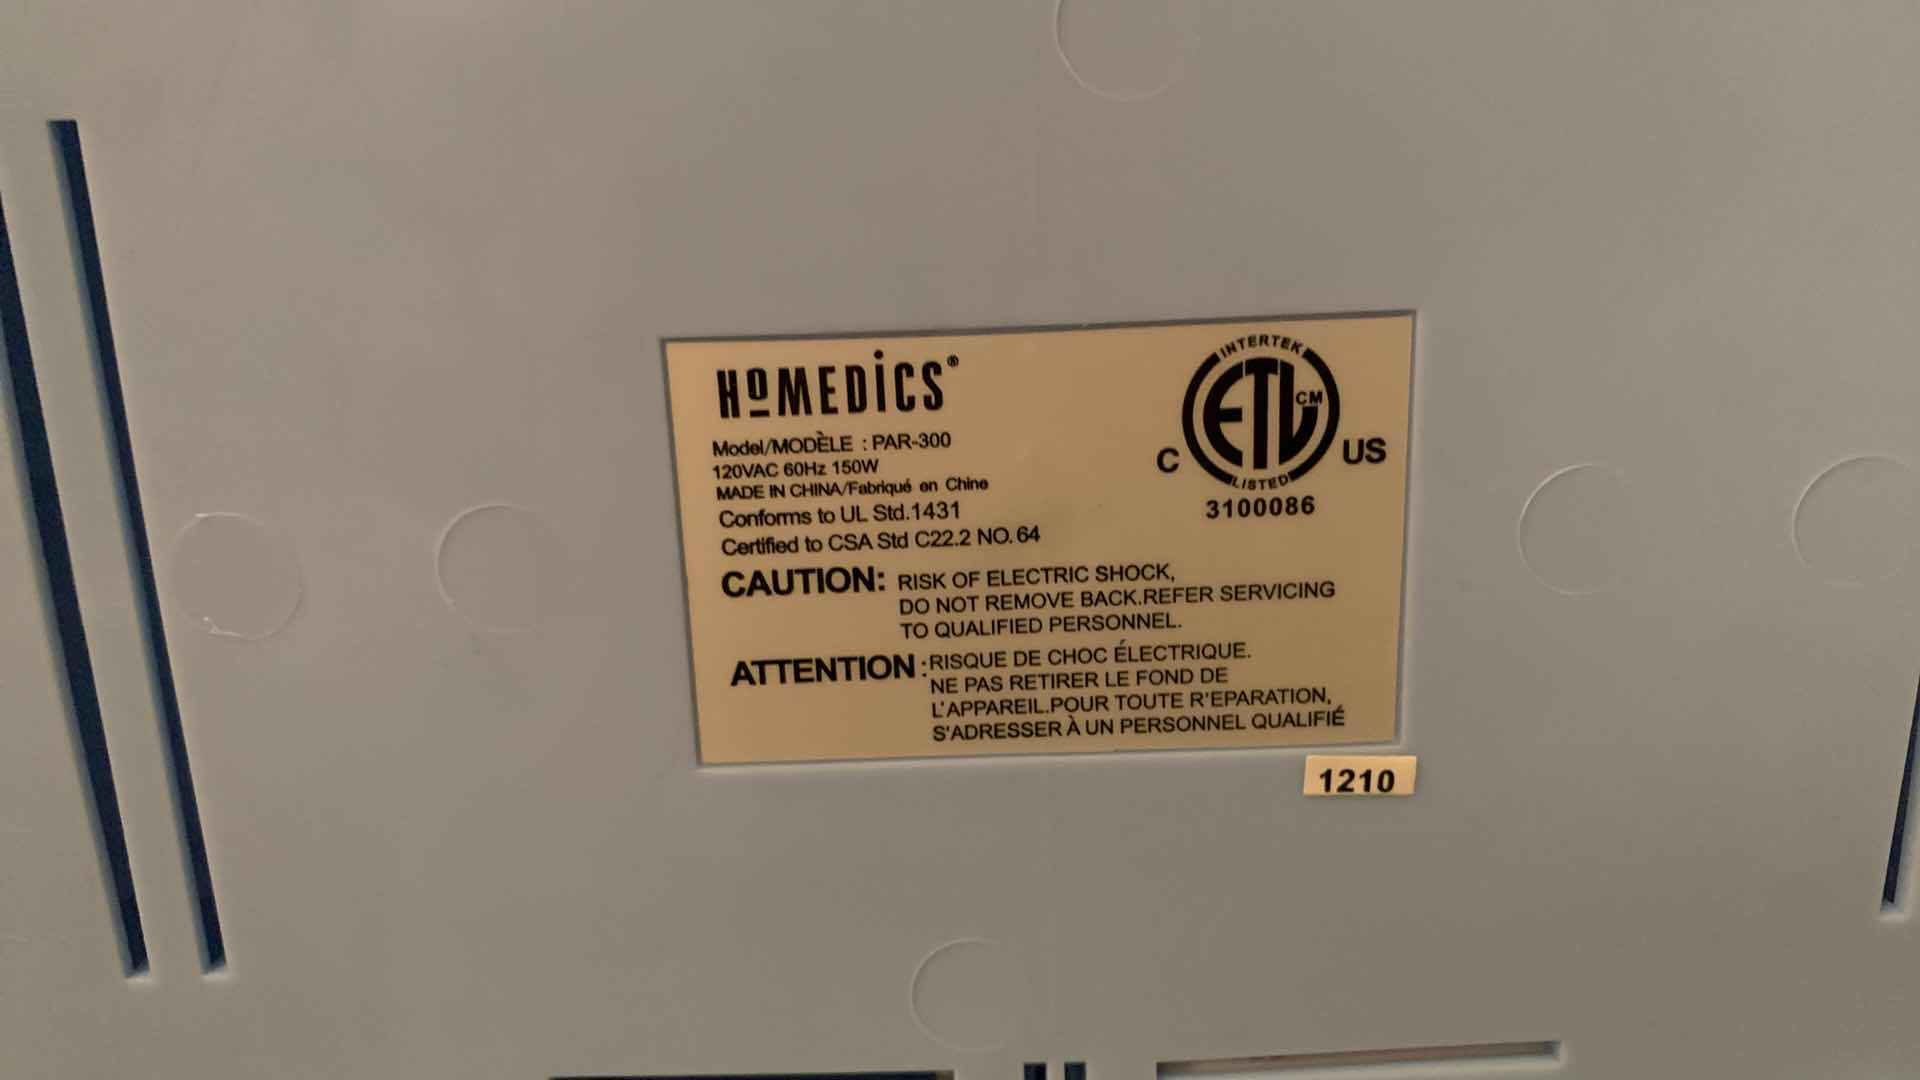 HoMEDiCS®
Model/MODÈLE : PAR-300
120VAC 60Hz 150W
MADE IN CHINA/Fabriqué en Chine
Conforms to UL Std.1431
Certified to CSA Std C22.2 NO.64
INTERTEK
ETL CM
C US
LISTED
3100086
CAUTION: RISK OF ELECTRIC SHOCK,
DO NOT REMOVE BACK.REFER SERVICING
TO QUALIFIED PERSONNEL.
ATTENTION :RISQUE DE CHOC ÉLECTRIQUE.
NE PAS RETIRER LE FOND DE
L'APPAREIL.POUR TOUTE R'EPARATION,
S'ADRESSER À UN PERSONNEL QUALIFIÉ
1210